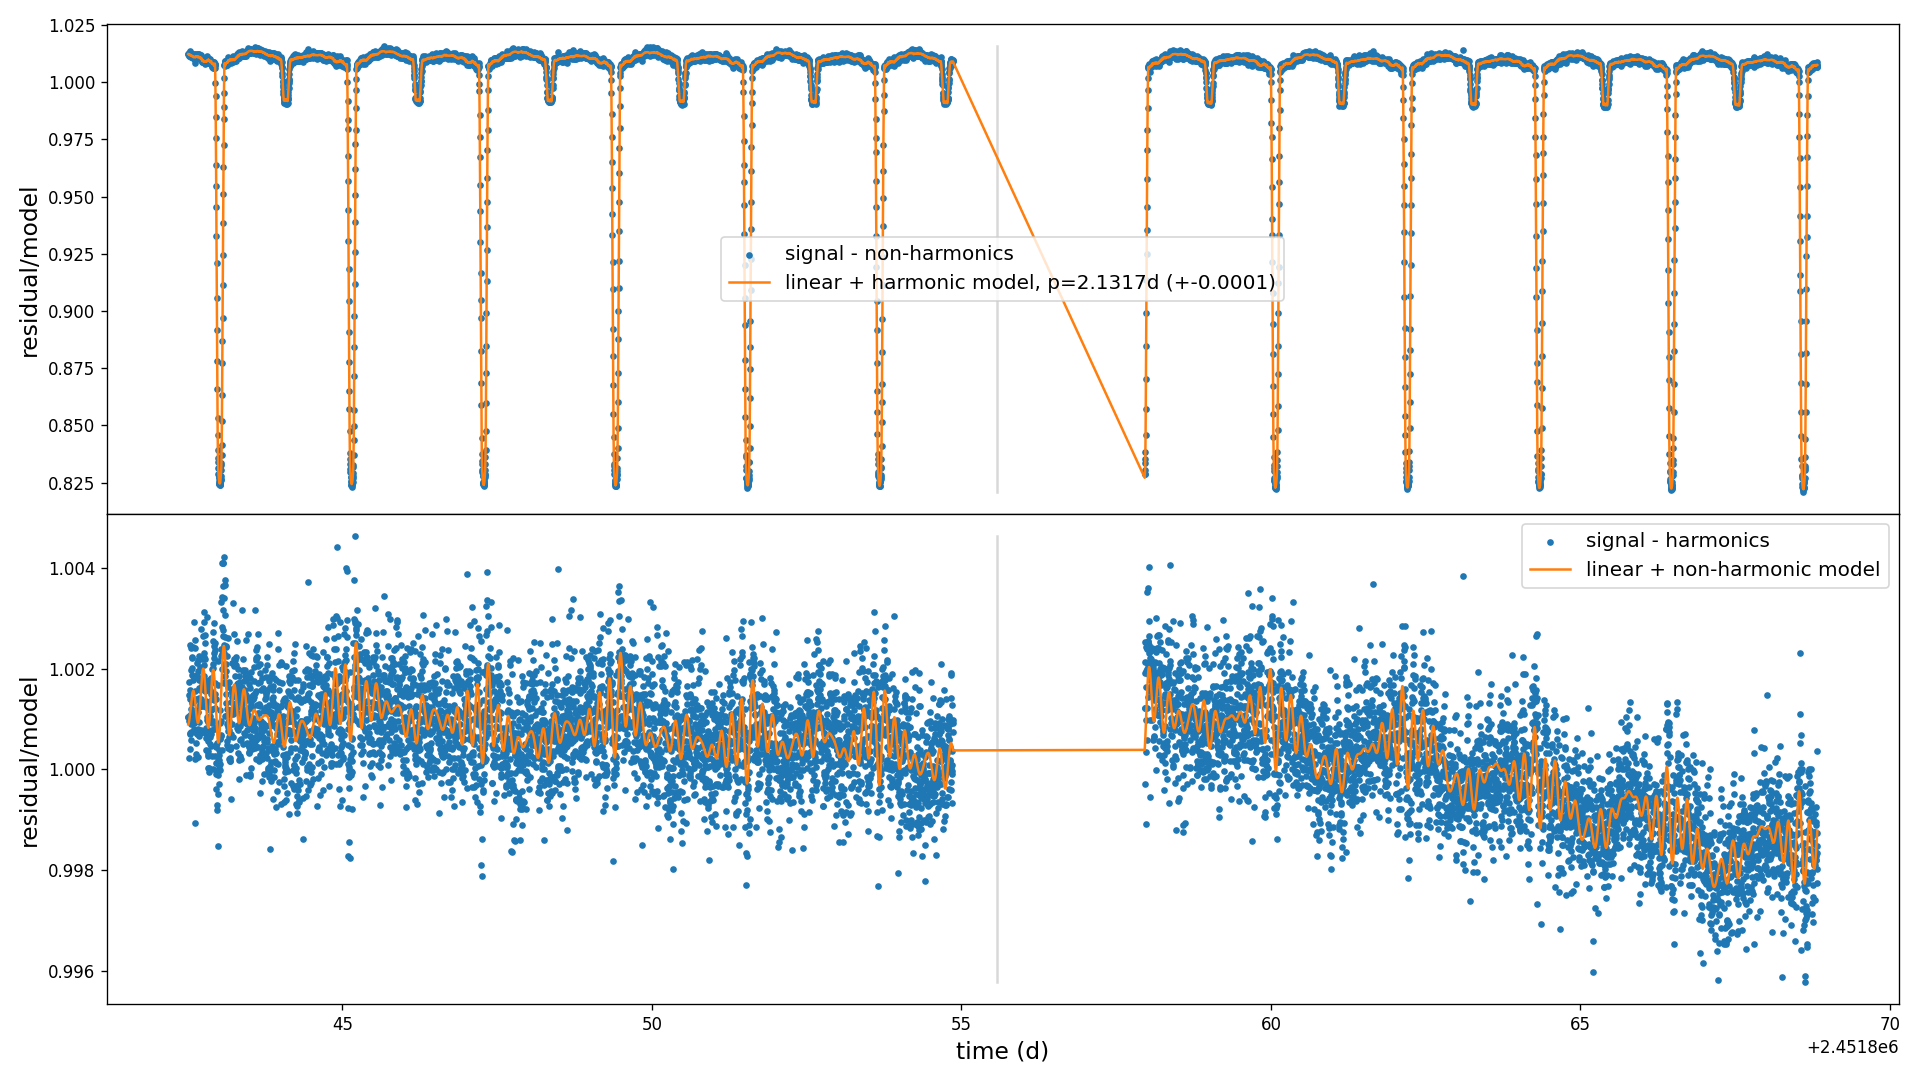 1.025
1.000
0.975
0.950
0.925
0.900
0.875
0.850
0.825
residual/model
signal - non-harmonics
linear + harmonic model, p=2.1317d (+-0.0001)
1.004
1.002
1.000
0.998
0.996
residual/model
signal - harmonics
linear + non-harmonic model
45
50
55
60
65
70
time (d)
+2.4518e6